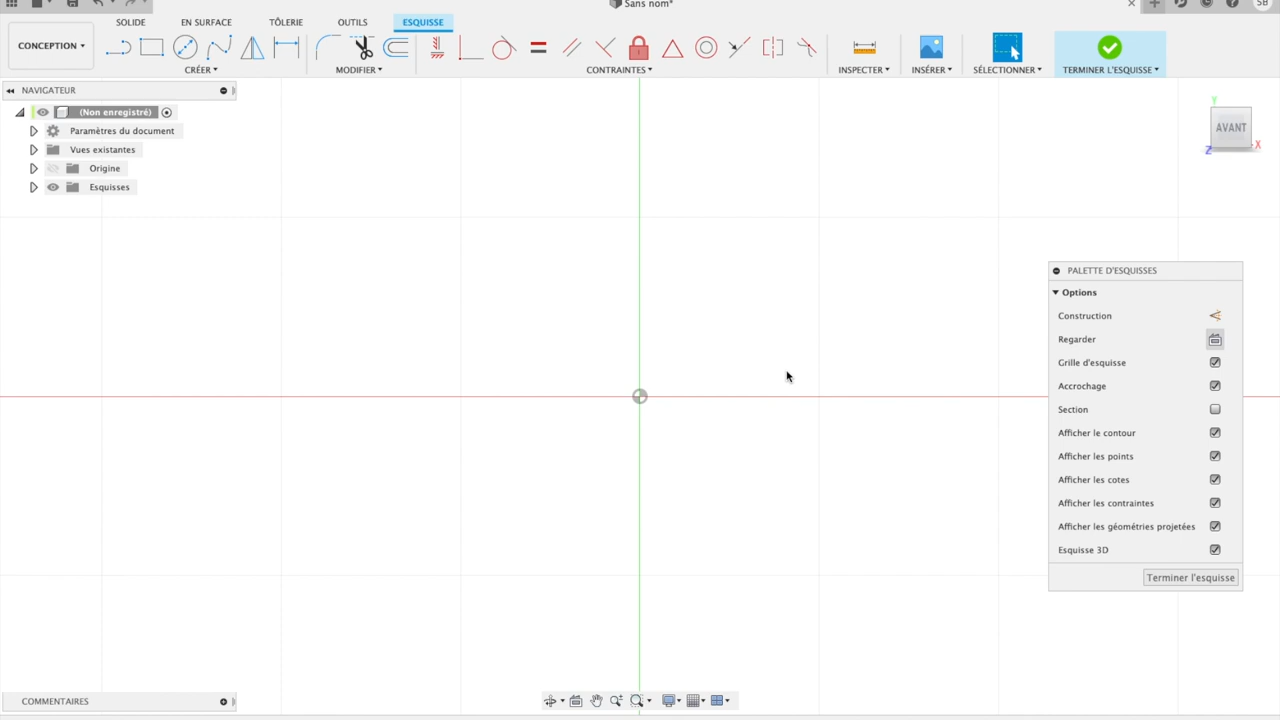 Sans nom*
SB
SOLIDE EN SURFACE TÔLERIE OUTILS ESQUISSE
CONCEPTION
CRÉER MODIFIER CONTRAINTES INSPECTER INSÉRER SÉLECTIONNER TERMINER L'ESQUISSE
NAVIGATEUR
(Non enregistré)
Paramètres du document
Vues existantes
Origine
Esquisses
Y
AVANT
X
Z
PALETTE D'ESQUISSES
Options
Construction
Regarder
Grille d'esquisse
Accrochage
Section
Afficher le contour
Afficher les points
Afficher les cotes
Afficher les contraintes
Afficher les géométries projetées
Esquisse 3D
Terminer l'esquisse
COMMENTAIRES